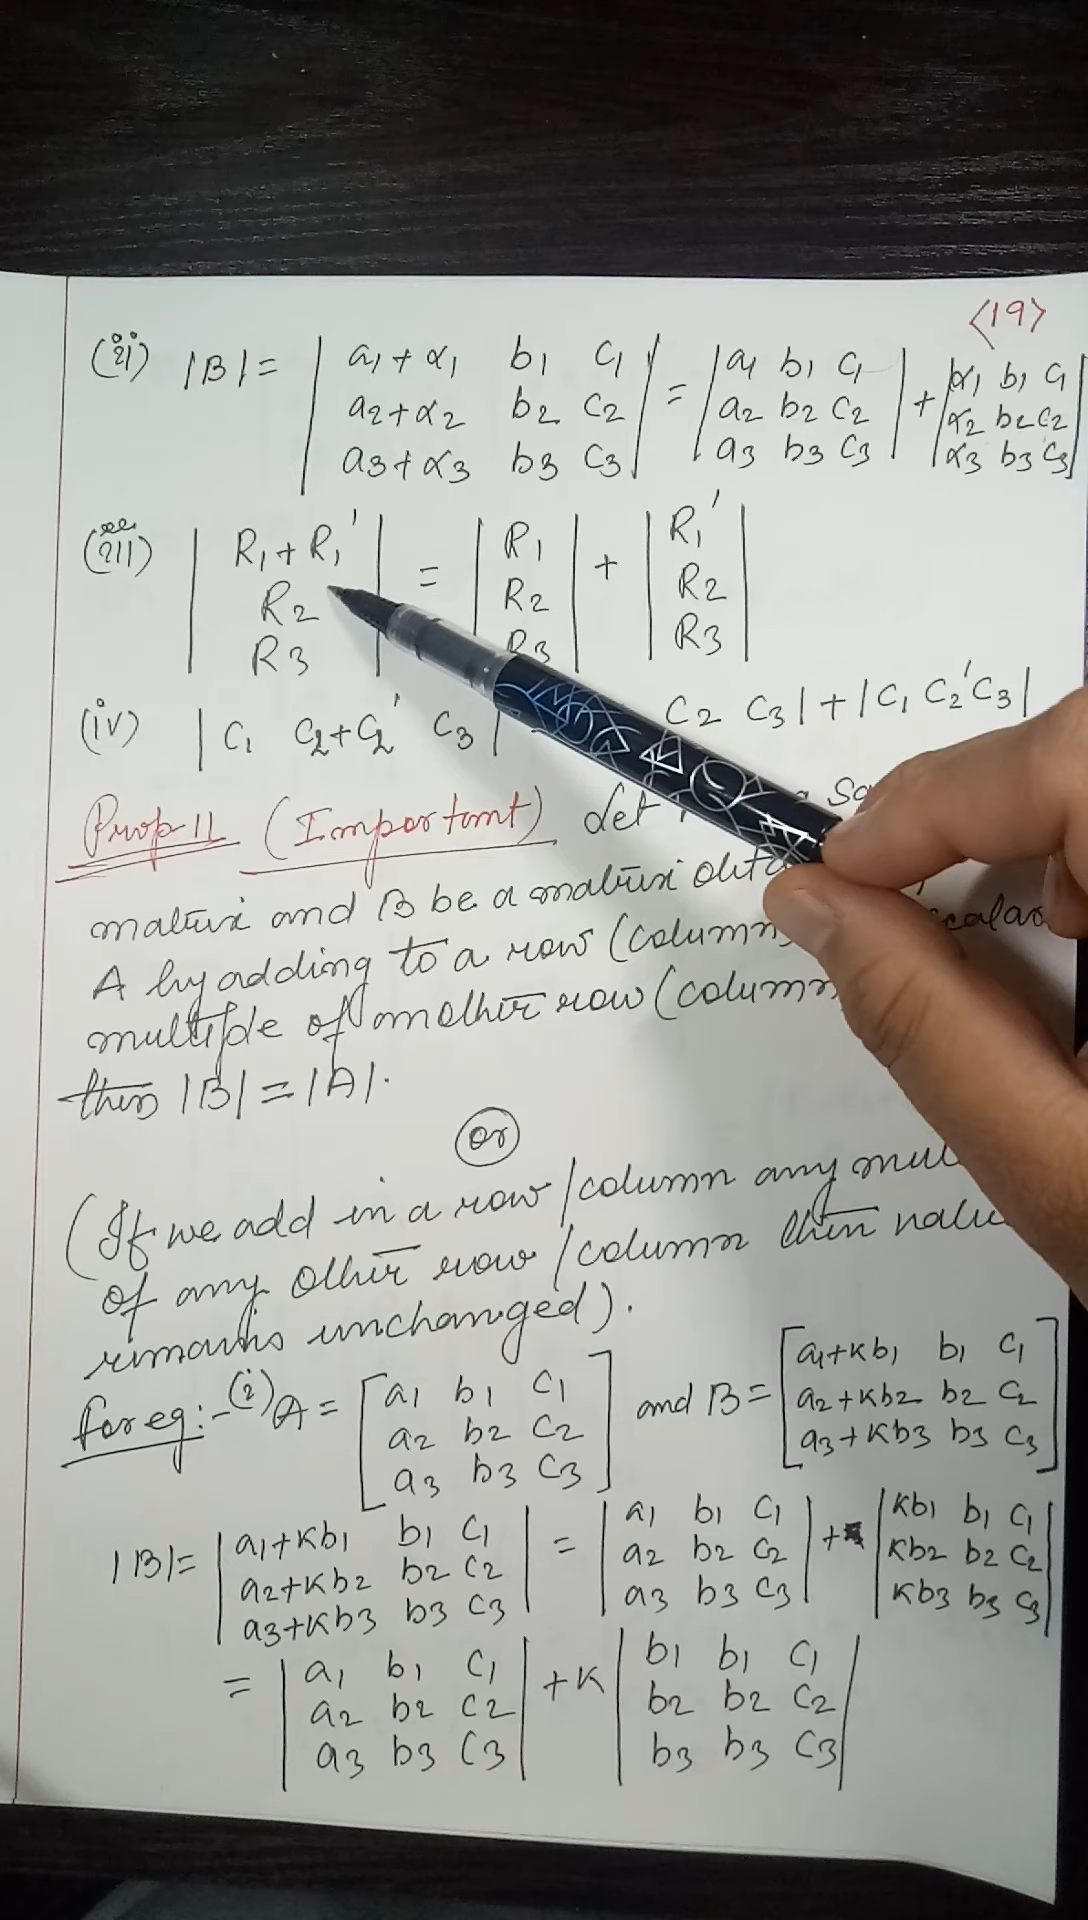 <19>
(ii) |B| = | a1+α1 b1 c1 | = | a1 b1 c1 | + | α1 b1 c1 |
| a2+α2 b2 c2 | | a2 b2 c2 | | α2 b2 c2 |
| a3+α3 b3 c3 | | a3 b3 c3 | | α3 b3 c3 |
(iii) | R1+R1' | = | R1 | + | R1' |
| R2 | | R2 | | R2 |
| R3 | | R3 | | R3 |
(iv) | C1 C2+C2' C3 | C2 C3| + |C1 C2' C3|
Prop 11 (Important) Let
matrix and B be a matrix
A by adding to a row (column) scalar
multiple of another row (column
then |B| = |A|.
or
(If we add in a row/column any
of any other row/column then value
remains unchanged).
for eg:- (i) A = [ a1 b1 c1 ] and B = [ a1+Kb1 b1 c1 ]
[ a2 b2 c2 ] [ a2+Kb2 b2 c2 ]
[ a3 b3 c3 ] [ a3+Kb3 b3 c3 ]
|B| = | a1+Kb1 b1 c1 | = | a1 b1 c1 | + | Kb1 b1 c1 |
| a2+Kb2 b2 c2 | | a2 b2 c2 | | Kb2 b2 c2 |
| a3+Kb3 b3 c3 | | a3 b3 c3 | | Kb3 b3 c3 |
= | a1 b1 c1 | + K | b1 b1 c1 |
| a2 b2 c2 | | b2 b2 c2 |
| a3 b3 c3 | | b3 b3 c3 |